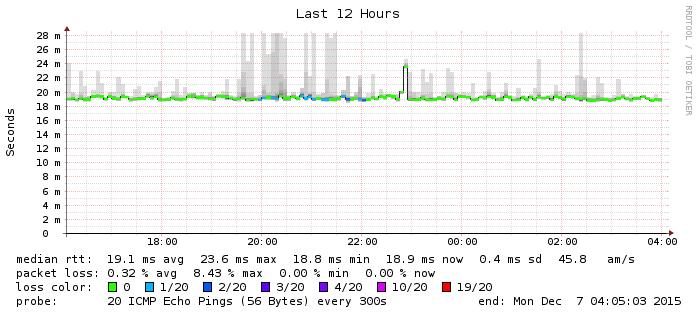 Last 12 Hours
RRDTOOL / TOBI OETIKER
Seconds
28 m
26 m
24 m
22 m
20 m
18 m
16 m
14 m
12 m
10 m
8 m
6 m
4 m
2 m
0
18:00 20:00 22:00 00:00 02:00 04:00
median rtt: 19.1 ms avg 23.6 ms max 18.8 ms min 18.9 ms now 0.4 ms sd 45.8 am/s
packet loss: 0.32 % avg 8.43 % max 0.00 % min 0.00 % now
loss color: 0 1/20 2/20 3/20 4/20 10/20 19/20
probe: 20 ICMP Echo Pings (56 Bytes) every 300s end: Mon Dec 7 04:05:03 2015